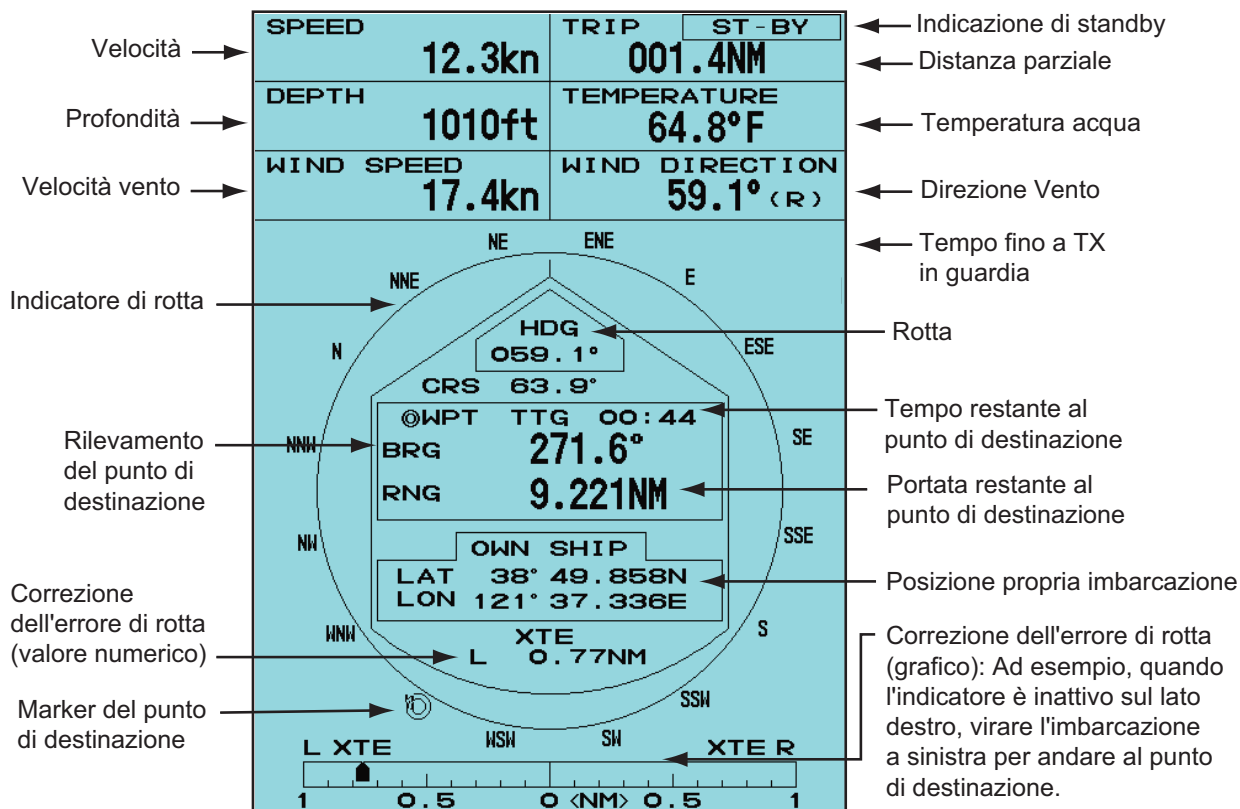 SPEED
12.3kn
TRIP
ST-BY
001.4NM
DEPTH
1010ft
TEMPERATURE
64.8°F
WIND SPEED
17.4kn
WIND DIRECTION
59.1° (R)
Velocità
Profondità
Velocità vento
Indicatore di rotta
Rilevamento
del punto di
destinazione
Correzione
dell'errore di rotta
(valore numerico)
Marker del punto
di destinazione
NE
ENE
NNE
E
N
ESE
NNW
SE
NW
SSE
WNW
S
SSW
WSW
SW
HDG
059.1°
CRS 63.9°
WPT TTG 00:44
BRG 271.6°
RNG 9.221NM
OWN SHIP
LAT 38° 49.858N
LON 121° 37.336E
XTE
L 0.77NM
L XTE
XTE R
1 0.5 0 <NM> 0.5 1
Indicazione di standby
Distanza parziale
Temperatura acqua
Direzione Vento
Tempo fino a TX
in guardia
Rotta
Tempo restante al
punto di destinazione
Portata restante al
punto di destinazione
Posizione propria imbarcazione
Correzione dell'errore di rotta
(grafico): Ad esempio, quando
l'indicatore è inattivo sul lato
destro, virare l'imbarcazione
a sinistra per andare al punto
di destinazione.